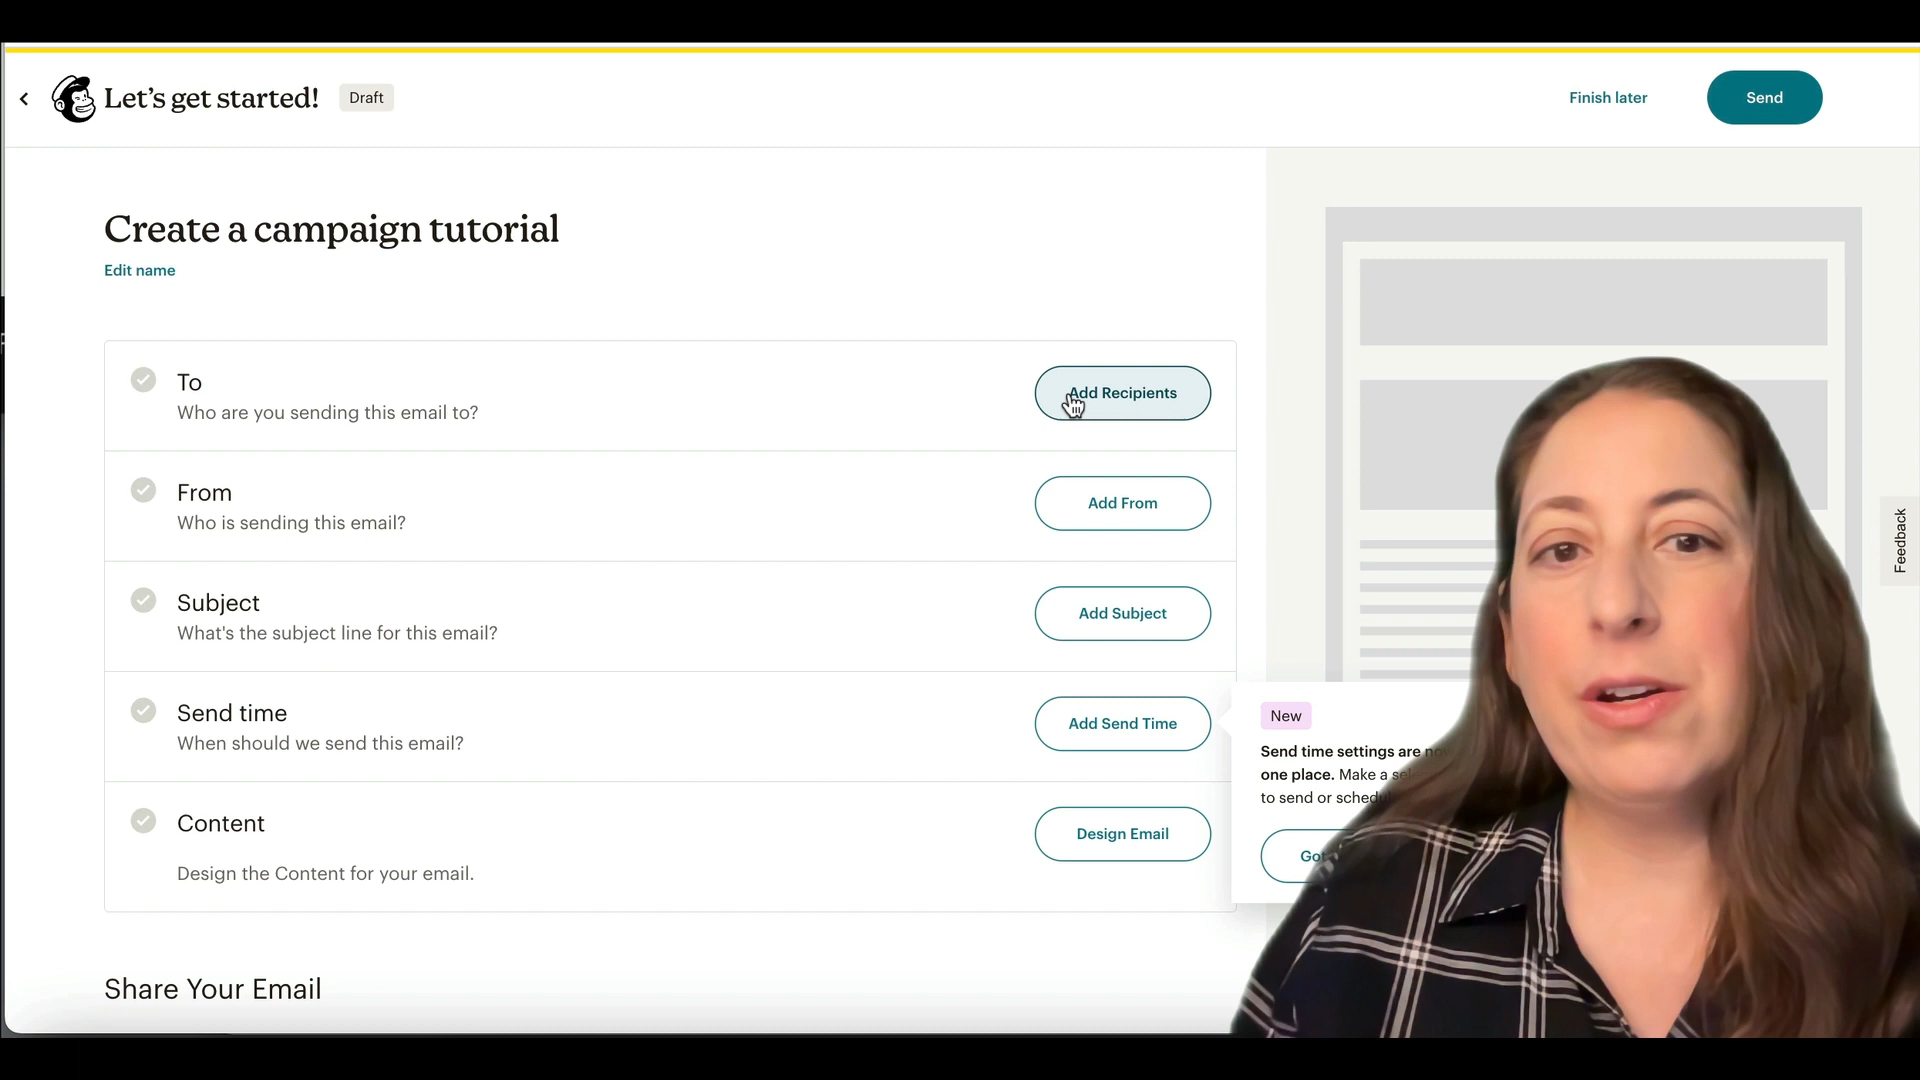 Let's get started!
Draft
Finish later
Send
Create a campaign tutorial
Edit name
To
Who are you sending this email to?
Add Recipients
From
Who is sending this email?
Add From
Subject
What's the subject line for this email?
Add Subject
Send time
When should we send this email?
Add Send Time
Content
Design the Content for your email.
Design Email
New
Send time settings are
one place. Make a
to send or
Feedback
Share Your Email